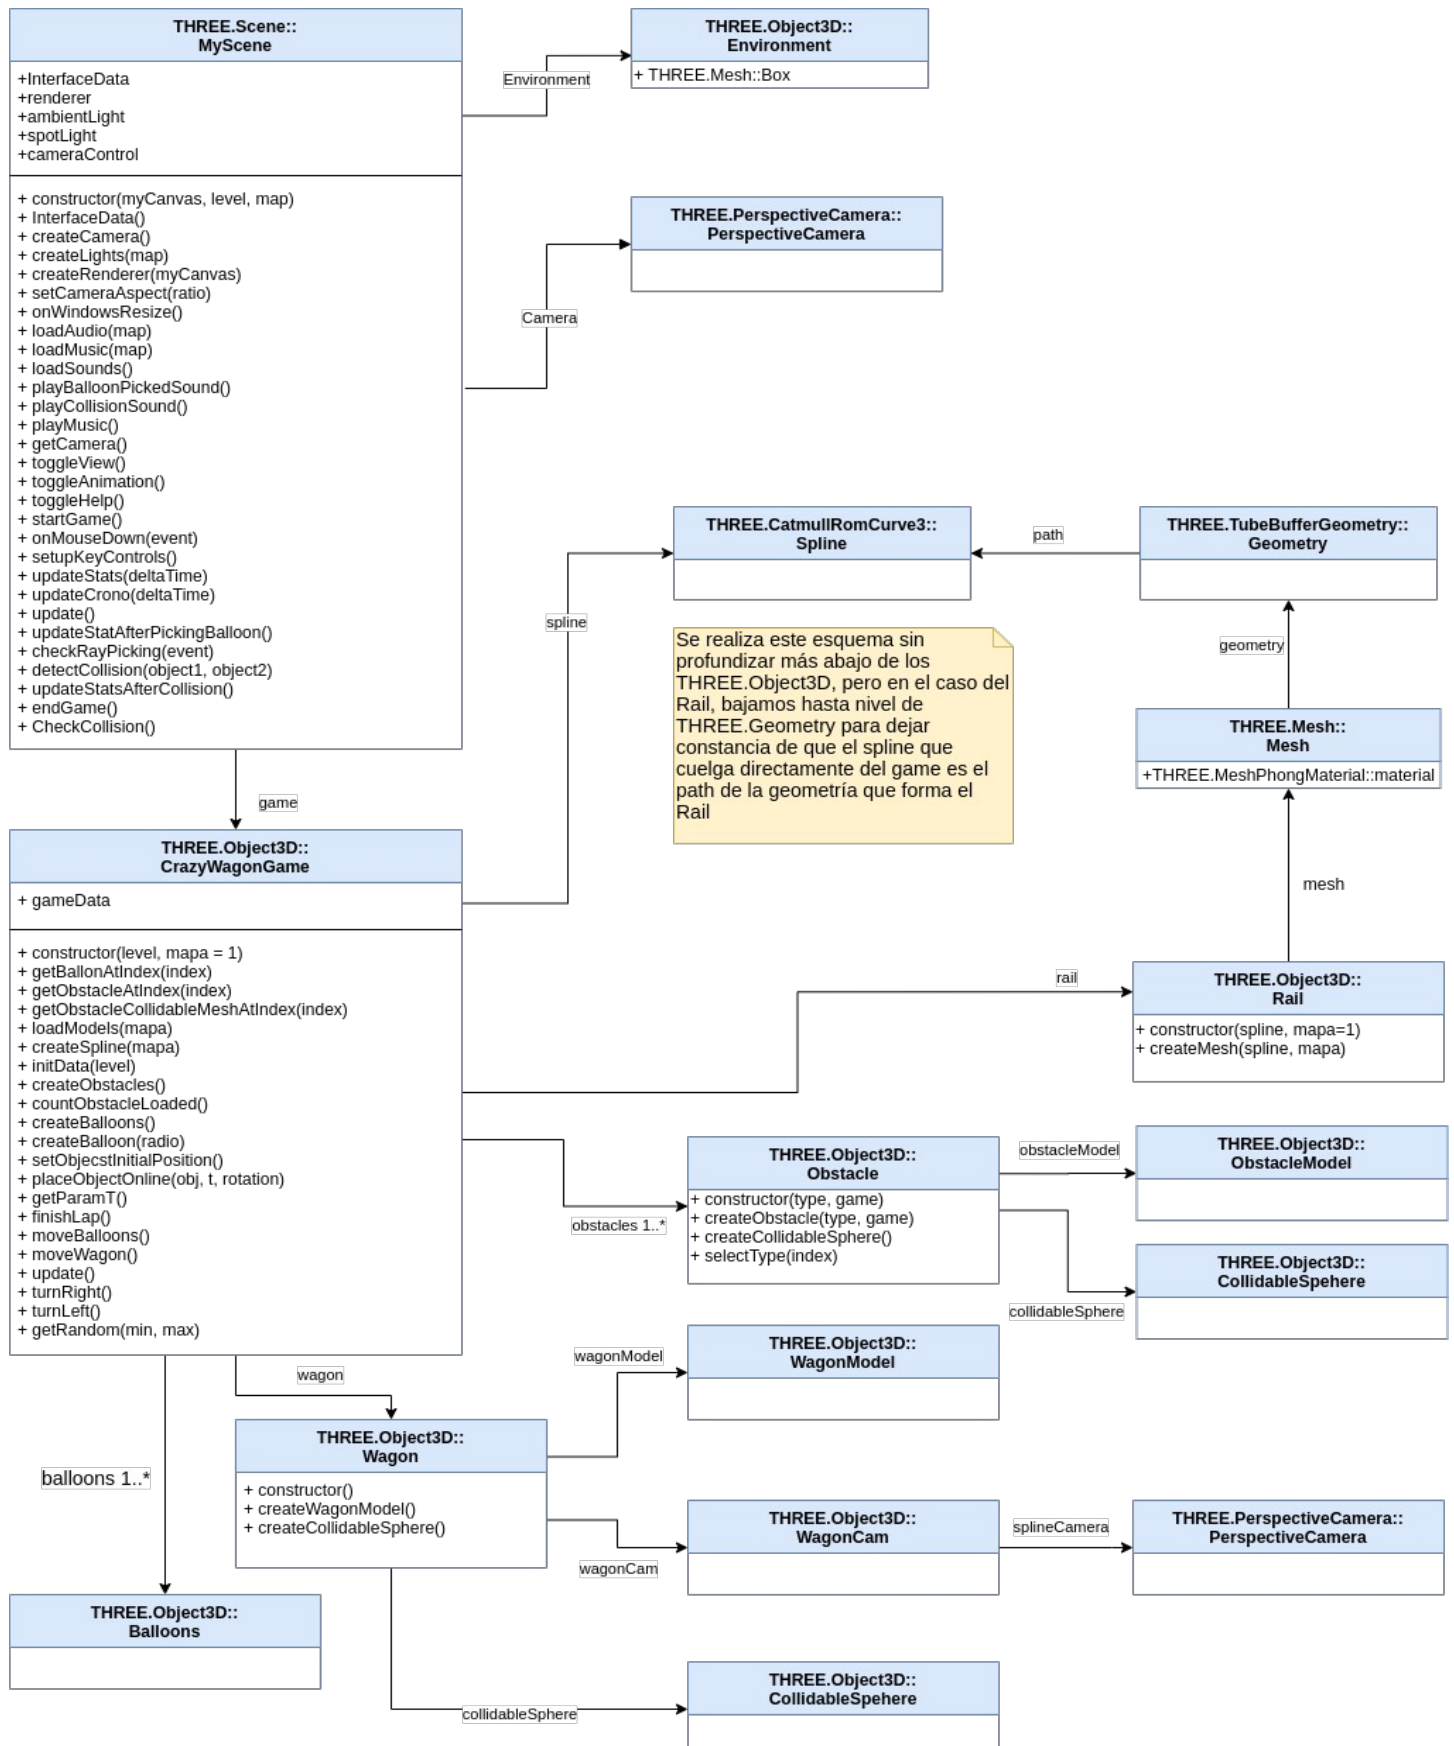 THREE.Scene::
MyScene
+InterfaceData
+renderer
+ambientLight
+spotLight
+cameraControl
+ constructor(myCanvas, level, map)
+ InterfaceData()
+ createCamera()
+ createLights(map)
+ createRenderer(myCanvas)
+ setCameraAspect(ratio)
+ onWindowsResize()
+ loadAudio(map)
+ loadMusic(map)
+ loadSounds()
+ playBalloonPickedSound()
+ playCollisionSound()
+ playMusic()
+ getCamera()
+ toggleView()
+ toggleAnimation()
+ toggleHelp()
+ startGame()
+ onMouseDown(event)
+ setupKeyControls()
+ updateStats(deltaTime)
+ updateCrono(deltaTime)
+ update()
+ updateStatAfterPickingBalloon()
+ checkRayPicking(event)
+ detectCollision(object1, object2)
+ updateStatsAfterCollision()
+ endGame()
+ CheckCollision()
Environment
THREE.Object3D::
Environment
+ THREE.Mesh::Box
Camera
THREE.PerspectiveCamera::
PerspectiveCamera
game
THREE.Object3D::
CrazyWagonGame
+ gameData
+ constructor(level, mapa = 1)
+ getBallonAtIndex(index)
+ getObstacleAtIndex(index)
+ getObstacleCollidableMeshAtIndex(index)
+ loadModels(mapa)
+ createSpline(mapa)
+ initData(level)
+ createObstacles()
+ countObstacleLoaded()
+ createBalloons()
+ createBalloon(radio)
+ setObjecstInitialPosition()
+ placeObjectOnline(obj, t, rotation)
+ getParamT()
+ finishLap()
+ moveBalloons()
+ moveWagon()
+ update()
+ turnRight()
+ turnLeft()
+ getRandom(min, max)
spline
THREE.CatmullRomCurve3::
Spline
path
THREE.TubeBufferGeometry::
Geometry
Se realiza este esquema sin
profundizar más abajo de los
THREE.Object3D, pero en el caso del
Rail, bajamos hasta nivel de
THREE.Geometry para dejar
constancia de que el spline que
cuelga directamente del game es el
path de la geometría que forma el
Rail
geometry
THREE.Mesh::
Mesh
+THREE.MeshPhongMaterial::material
mesh
rail
THREE.Object3D::
Rail
+ constructor(spline, mapa=1)
+ createMesh(spline, mapa)
obstacles 1..*
THREE.Object3D::
Obstacle
+ constructor(type, game)
+ createObstacle(type, game)
+ createCollidableSphere()
+ selectType(index)
obstacleModel
THREE.Object3D::
ObstacleModel
collidableSphere
THREE.Object3D::
CollidableSpehere
wagon
THREE.Object3D::
Wagon
+ constructor()
+ createWagonModel()
+ createCollidableSphere()
wagonModel
THREE.Object3D::
WagonModel
wagonCam
THREE.Object3D::
WagonCam
splineCamera
THREE.PerspectiveCamera::
PerspectiveCamera
balloons 1..*
THREE.Object3D::
Balloons
collidableSphere
THREE.Object3D::
CollidableSpehere